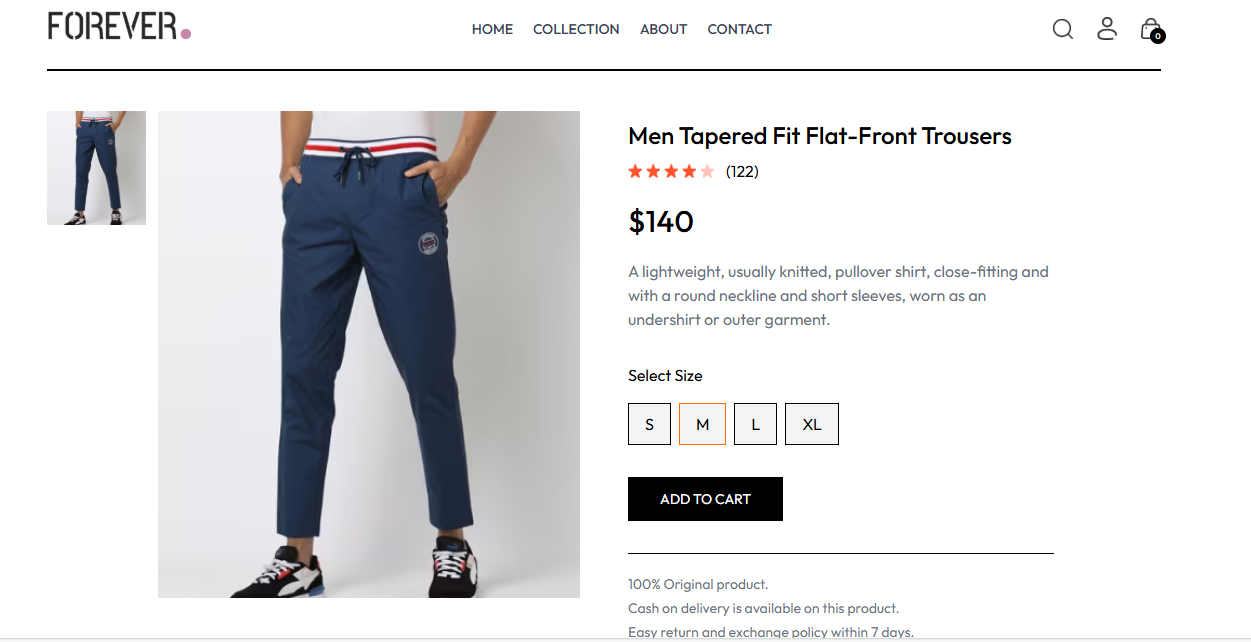 FOREVER.
HOME COLLECTION ABOUT CONTACT
0
Men Tapered Fit Flat-Front Trousers
(122)
$140
A lightweight, usually knitted, pullover shirt, close-fitting and
with a round neckline and short sleeves, worn as an
undershirt or outer garment.
Select Size
S M L XL
ADD TO CART
100% Original product.
Cash on delivery is available on this product.
Easy return and exchange policy within 7 days.